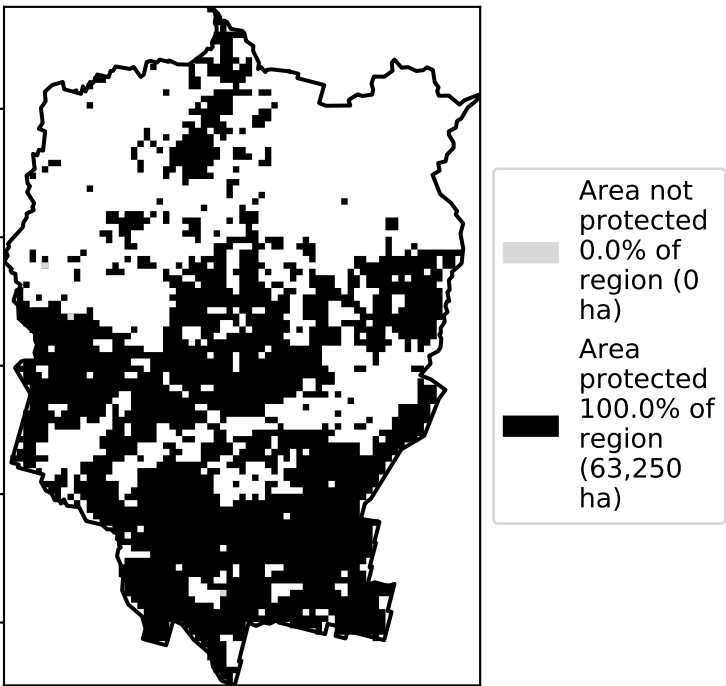 Area not
protected
0.0% of
region (0
ha)
Area
protected
100.0% of
region
(63,250
ha)